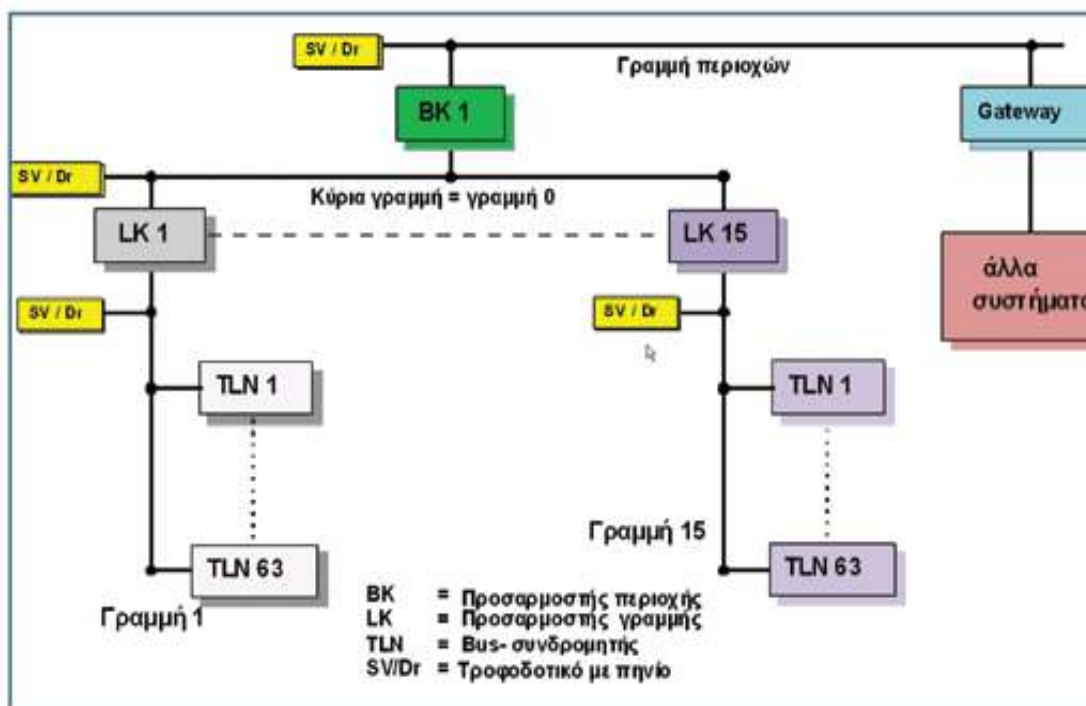 SV / Dr
Γραμμή περιοχών
BK 1
Gateway
SV / Dr
Κύρια γραμμή = γραμμή 0
LK 1
LK 15
άλλα
συστήματα
SV / Dr
SV / Dr
TLN 1
TLN 1
Γραμμή 15
TLN 63
TLN 63
Γραμμή 1
BK = Προσαρμοστής περιοχής
LK = Προσαρμοστής γραμμής
TLN = Bus- συνδρομητής
SV/Dr = Τροφοδοτικό με πηνίο